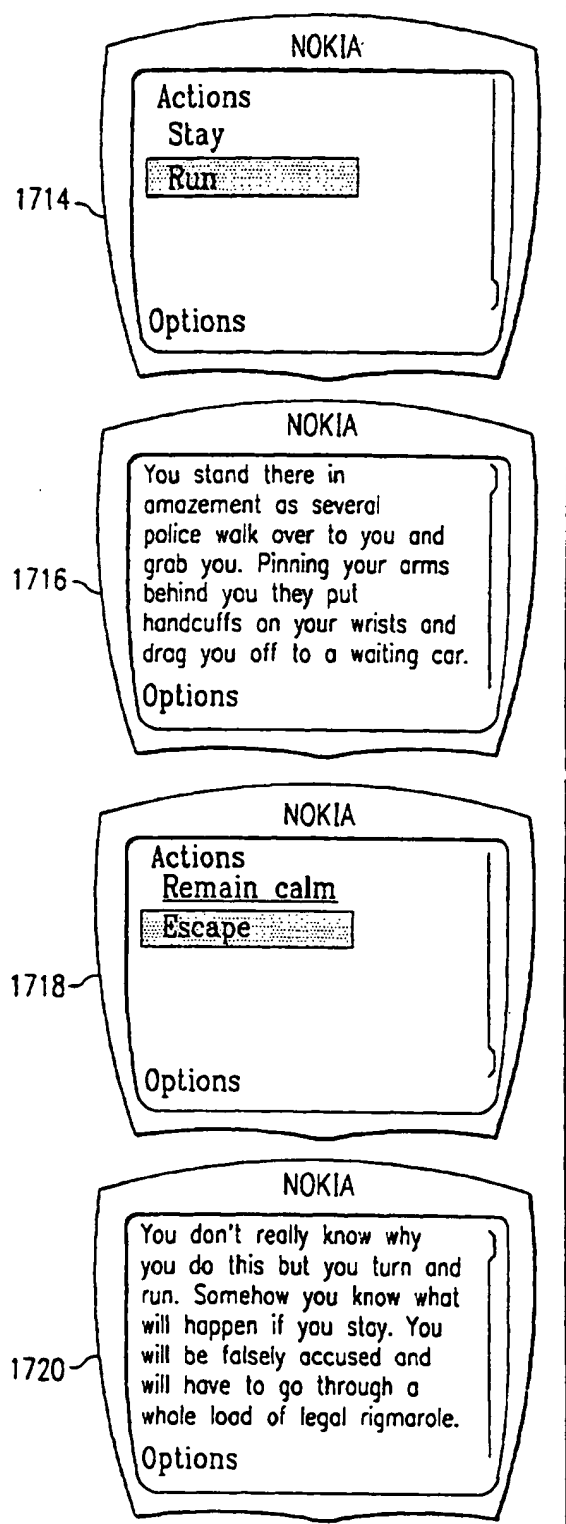 NOKIA
Actions
Stay
Run
1714
Options
NOKIA
You stand there in
amazement as several
police walk over to you and
grab you. Pinning your arms
1716
behind you they put
handcuffs on your wrists and
drag you off to a waiting car.
Options
NOKIA
Actions
Remain calm
Escape
1718
Options
NOKIA
You don't really know why
you do this but you turn and
run. Somehow you know what
will happen if you stay. You
1720
will be falsely accused and
will have to go through a
whole load of legal rigmarole.
Options